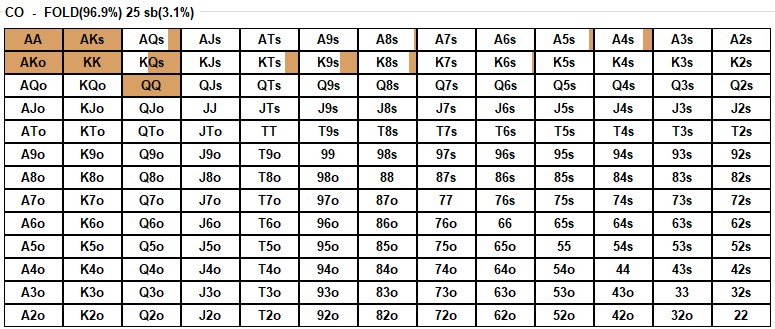 CO - FOLD(96.9%) 25 sb(3.1%)
AA AKs AQs AJs ATs A9s A8s A7s A6s A5s A4s A3s A2s
AKo KK KQs KJs KTs K9s K8s K7s K6s K5s K4s K3s K2s
AQo KQo QQ QJs QTs Q9s Q8s Q7s Q6s Q5s Q4s Q3s Q2s
AJo KJo QJo JJ JTs J9s J8s J7s J6s J5s J4s J3s J2s
ATo KTo QTo JTo TT T9s T8s T7s T6s T5s T4s T3s T2s
A9o K9o Q9o J9o T9o 99 98s 97s 96s 95s 94s 93s 92s
A8o K8o Q8o J8o T8o 98o 88 87s 86s 85s 84s 83s 82s
A7o K7o Q7o J7o T7o 97o 87o 77 76s 75s 74s 73s 72s
A6o K6o Q6o J6o T6o 96o 86o 76o 66 65s 64s 63s 62s
A5o K5o Q5o J5o T5o 95o 85o 75o 65o 55 54s 53s 52s
A4o K4o Q4o J4o T4o 94o 84o 74o 64o 54o 44 43s 42s
A3o K3o Q3o J3o T3o 93o 83o 73o 63o 53o 43o 33 32s
A2o K2o Q2o J2o T2o 92o 82o 72o 62o 52o 42o 32o 22